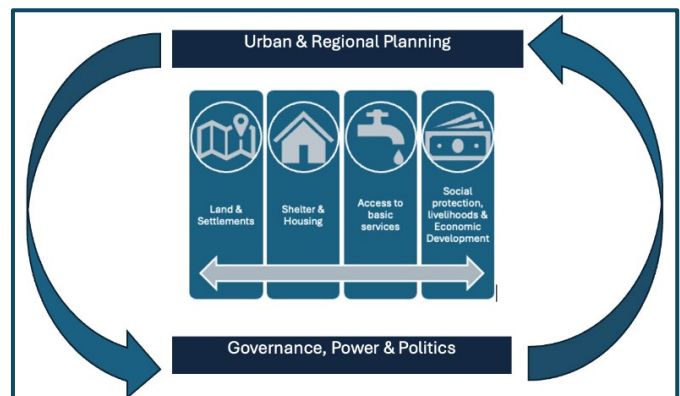 Urban & Regional Planning
Land &
Settlements
Shelter &
Housing
Access to
basic
services
Social
protection,
livelihoods &
Economic
Development
Governance, Power & Politics